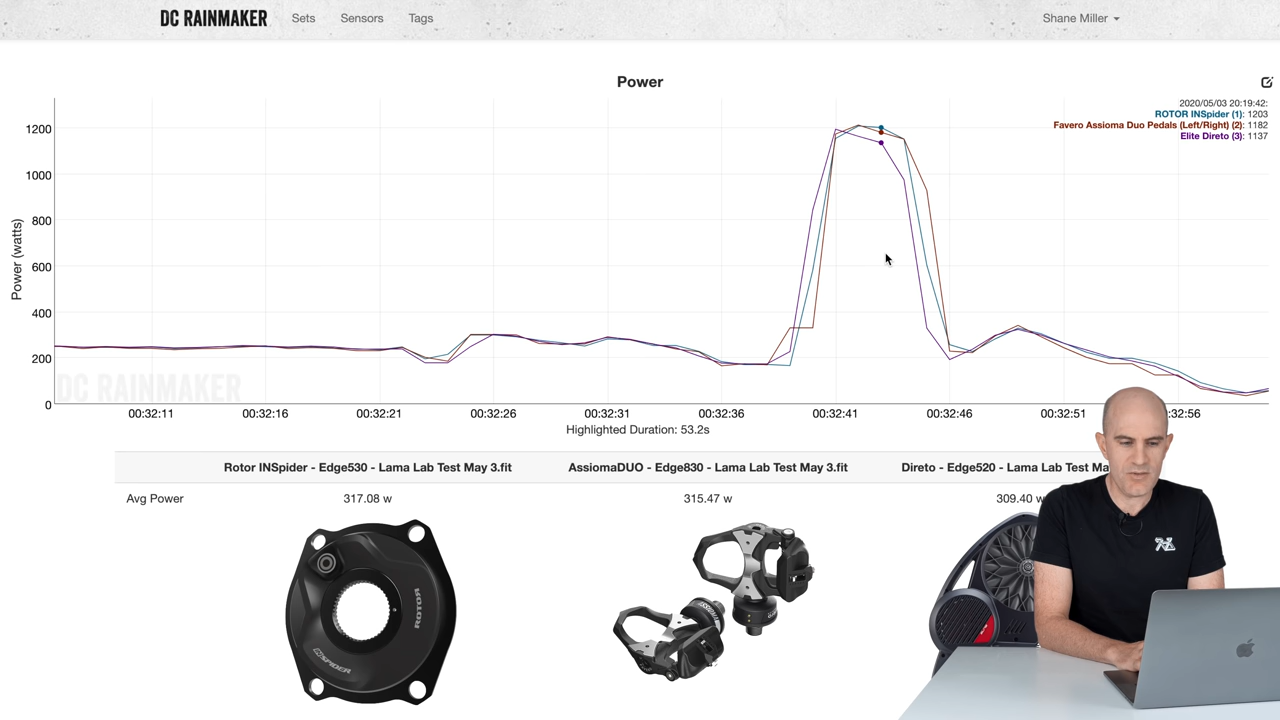 DC RAINMAKER Sets Sensors Tags Shane Miller
Power
2020/05/03 20:19:42:
ROTOR INSpider (1): 1203
Favero Assioma Duo Pedals (Left/Right) (2): 1182
Elite Direto (3): 1137
Power (watts)
1200
1000
800
600
400
200
0
DC RAINMAKER
00:32:11 00:32:16 00:32:21 00:32:26 00:32:31 00:32:36 00:32:41 00:32:46 00:32:51 :32:56
Highlighted Duration: 53.2s
Rotor INSpider - Edge530 - Lama Lab Test May 3.fit AssiomaDUO - Edge830 - Lama Lab Test May 3.fit Direto - Edge520 - Lama Lab Test Ma
Avg Power 317.08 w 315.47 w 309.40 w
ROTOR
INSPIDER